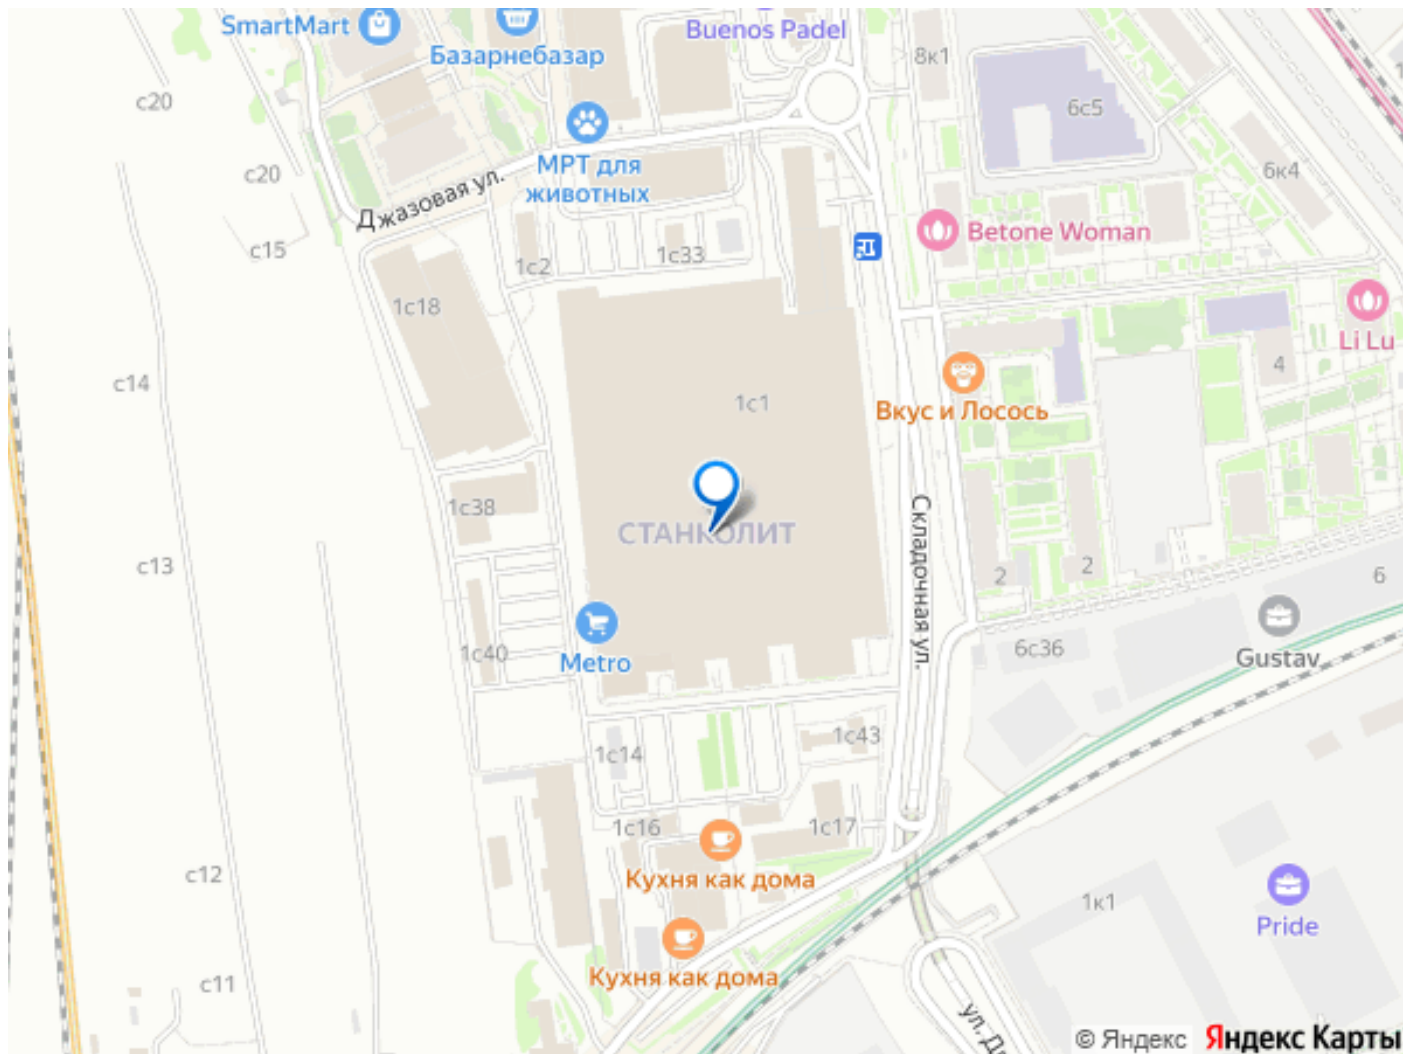 SmartMart
Базарнебазар
Buenos Padel
8к1
6с5
с20
МРТ для
животных
6к4
с20
Джазовая ул.
Betone Woman
с15
1с2
1с33
1с18
Li Lu
4
с14
1с1
Вкус и Лосось
1с38
СТАНКОЛИТ
Складочная ул.
с13
2
2
6
Metro
1с40
6с36
Gustav
1с14
1с43
1с16
1с17
с12
Кухня как дома
1к1
Pride
Кухня как дома
с11
© Яндекс Яндекс Карты